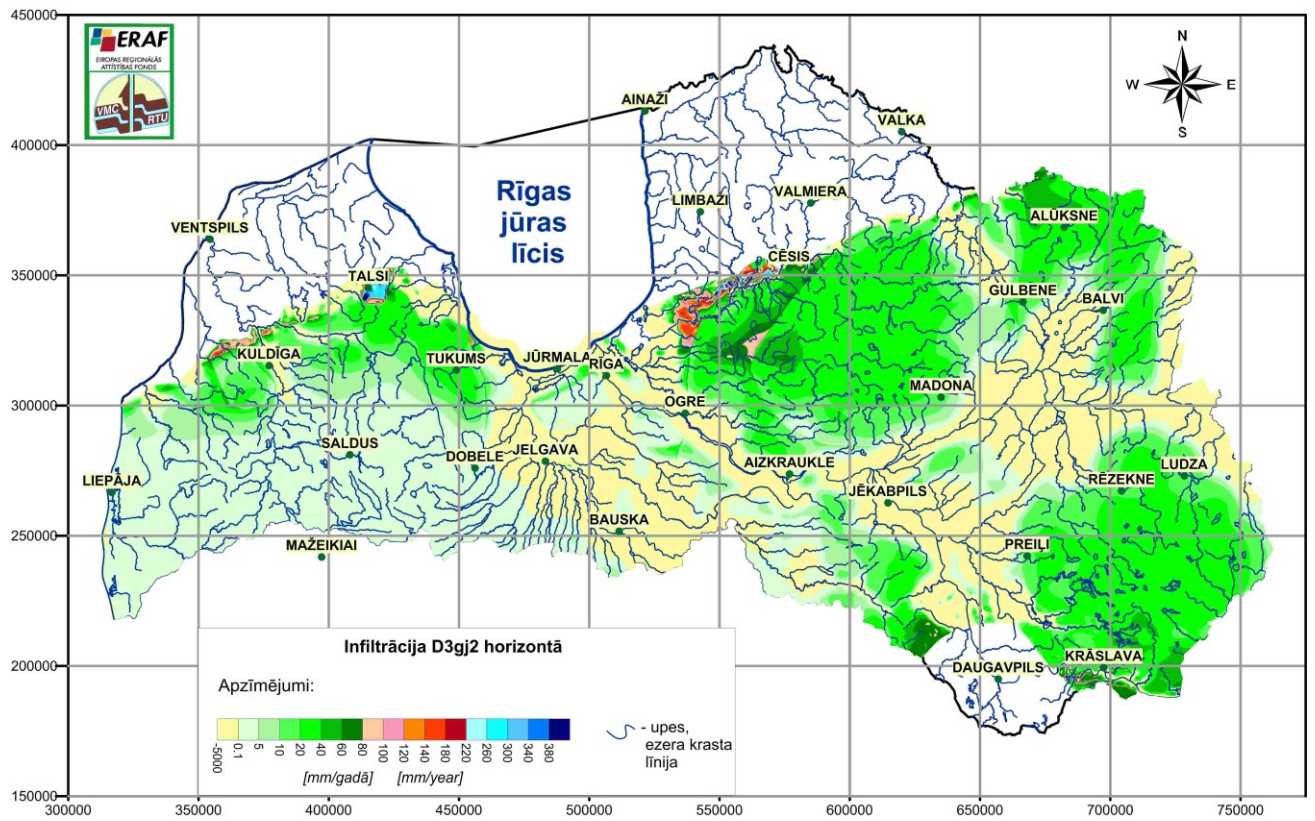 450000
400000
350000
300000
250000
200000
150000
300000
350000
400000
450000
500000
550000
600000
650000
700000
750000
ERAF
EIROPAS REĢIONĀLĀS
ATTĪSTĪBAS FONDS
VMC
RTU
N
W
E
S
AINAŽI
VALKA
Rīgas
jūras
līcis
LIMBAŽI
VALMIERA
ALŪKSNE
VENTSPILS
CĒSIS
TALSI
GULBENE
BALVI
KULDĪGA
TUKUMS
JŪRMALA
RĪGA
MADONA
OGRE
SALDUS
DOBELE
JELGAVA
AIZKRAUKLE
LUDZA
RĒZEKNE
LIEPĀJA
JĒKABPILS
BAUSKA
MAŽEIKIAI
PREIĻI
KRĀSLAVA
DAUGAVPILS
Infiltrācija D3gj2 horizontā
Apzīmējumi:
-5000
0.1
5
10
20
40
60
80
100
120
140
180
220
260
300
340
380
[mm/gadā]
[mm/year]
- upes,
ezera krasta
līnija